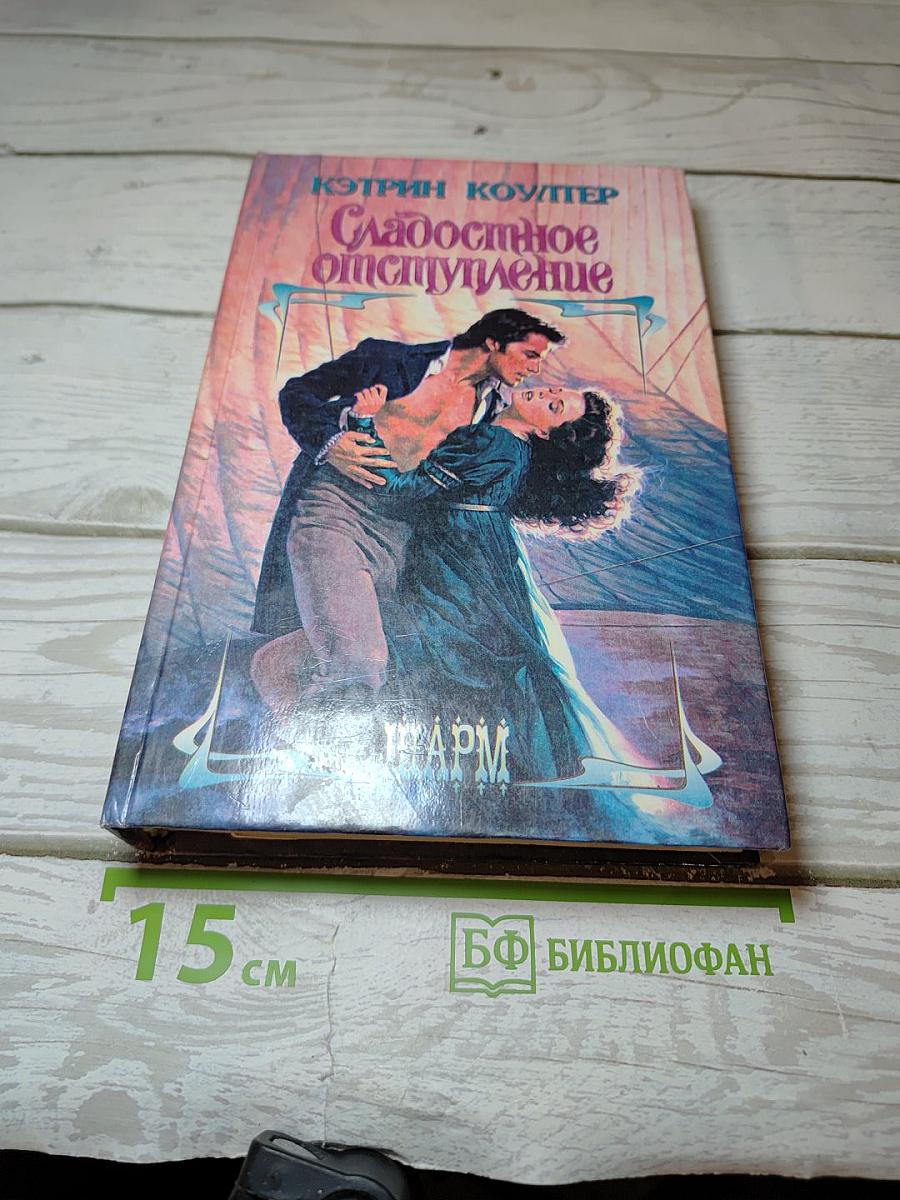 КЭТРИН КОУЛТЕР
Сладостное
отступление
ШАРМ
15 см
БФ БИБЛИОФАН